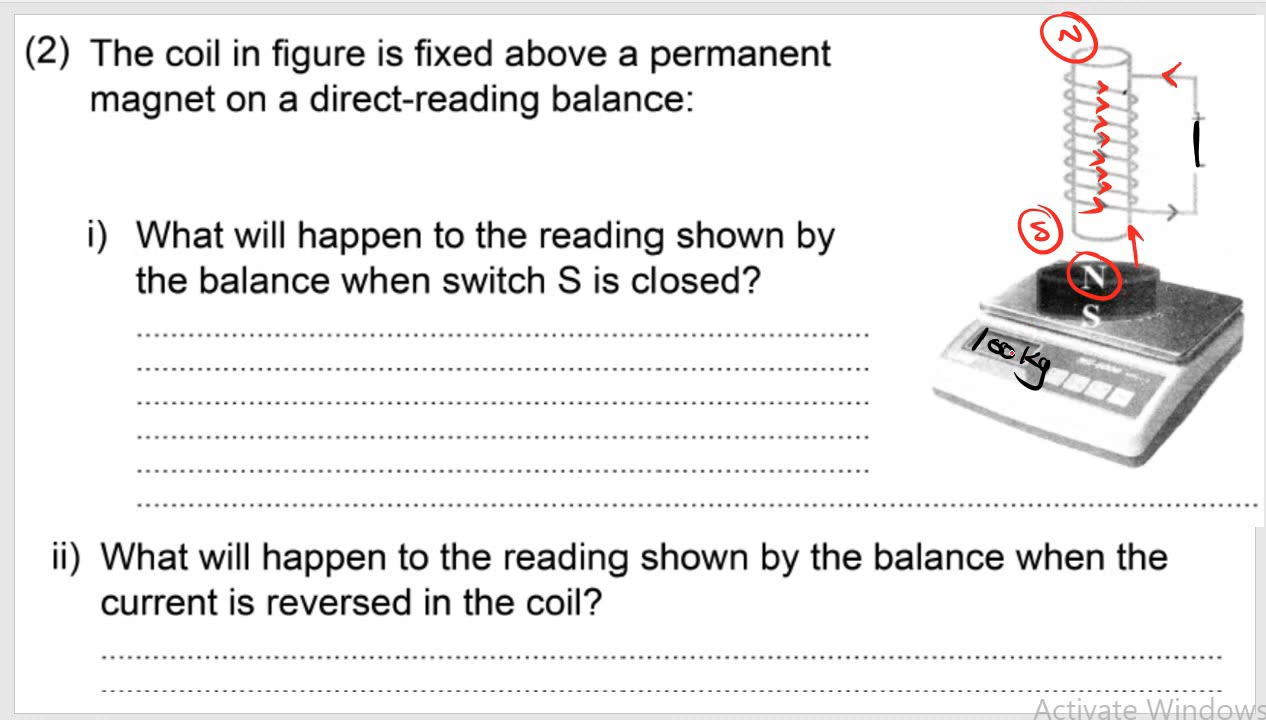 (2) The coil in figure is fixed above a permanent
magnet on a direct-reading balance:
i) What will happen to the reading shown by
the balance when switch S is closed?
ii) What will happen to the reading shown by the balance when the
current is reversed in the coil?
N
S
N
S
100 kg
Activate Windows